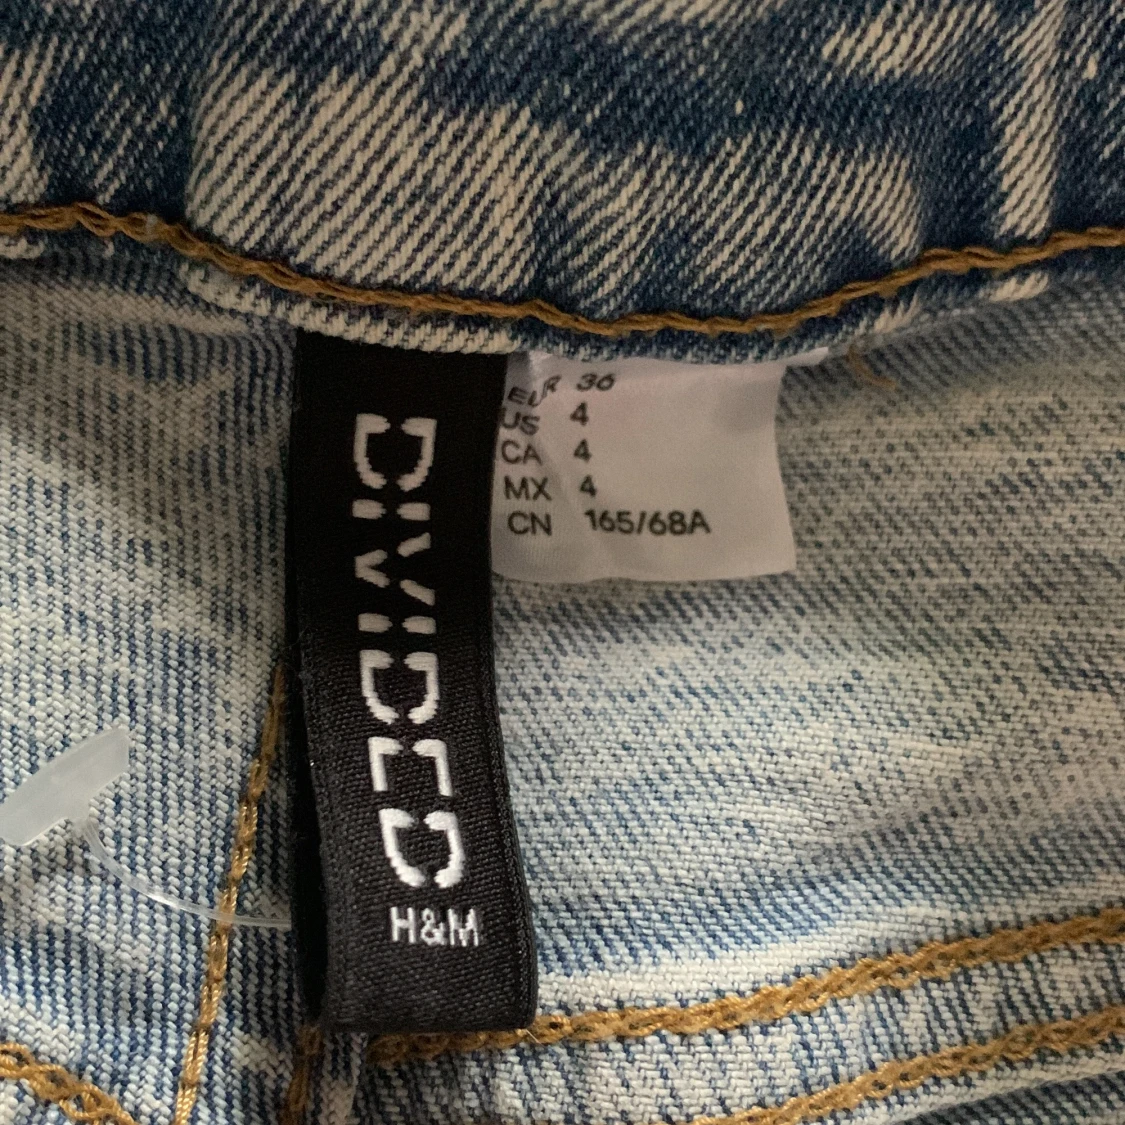 DIVIDED
H&M
EUR 36
US 4
CA 4
MX 4
CN 165/68A